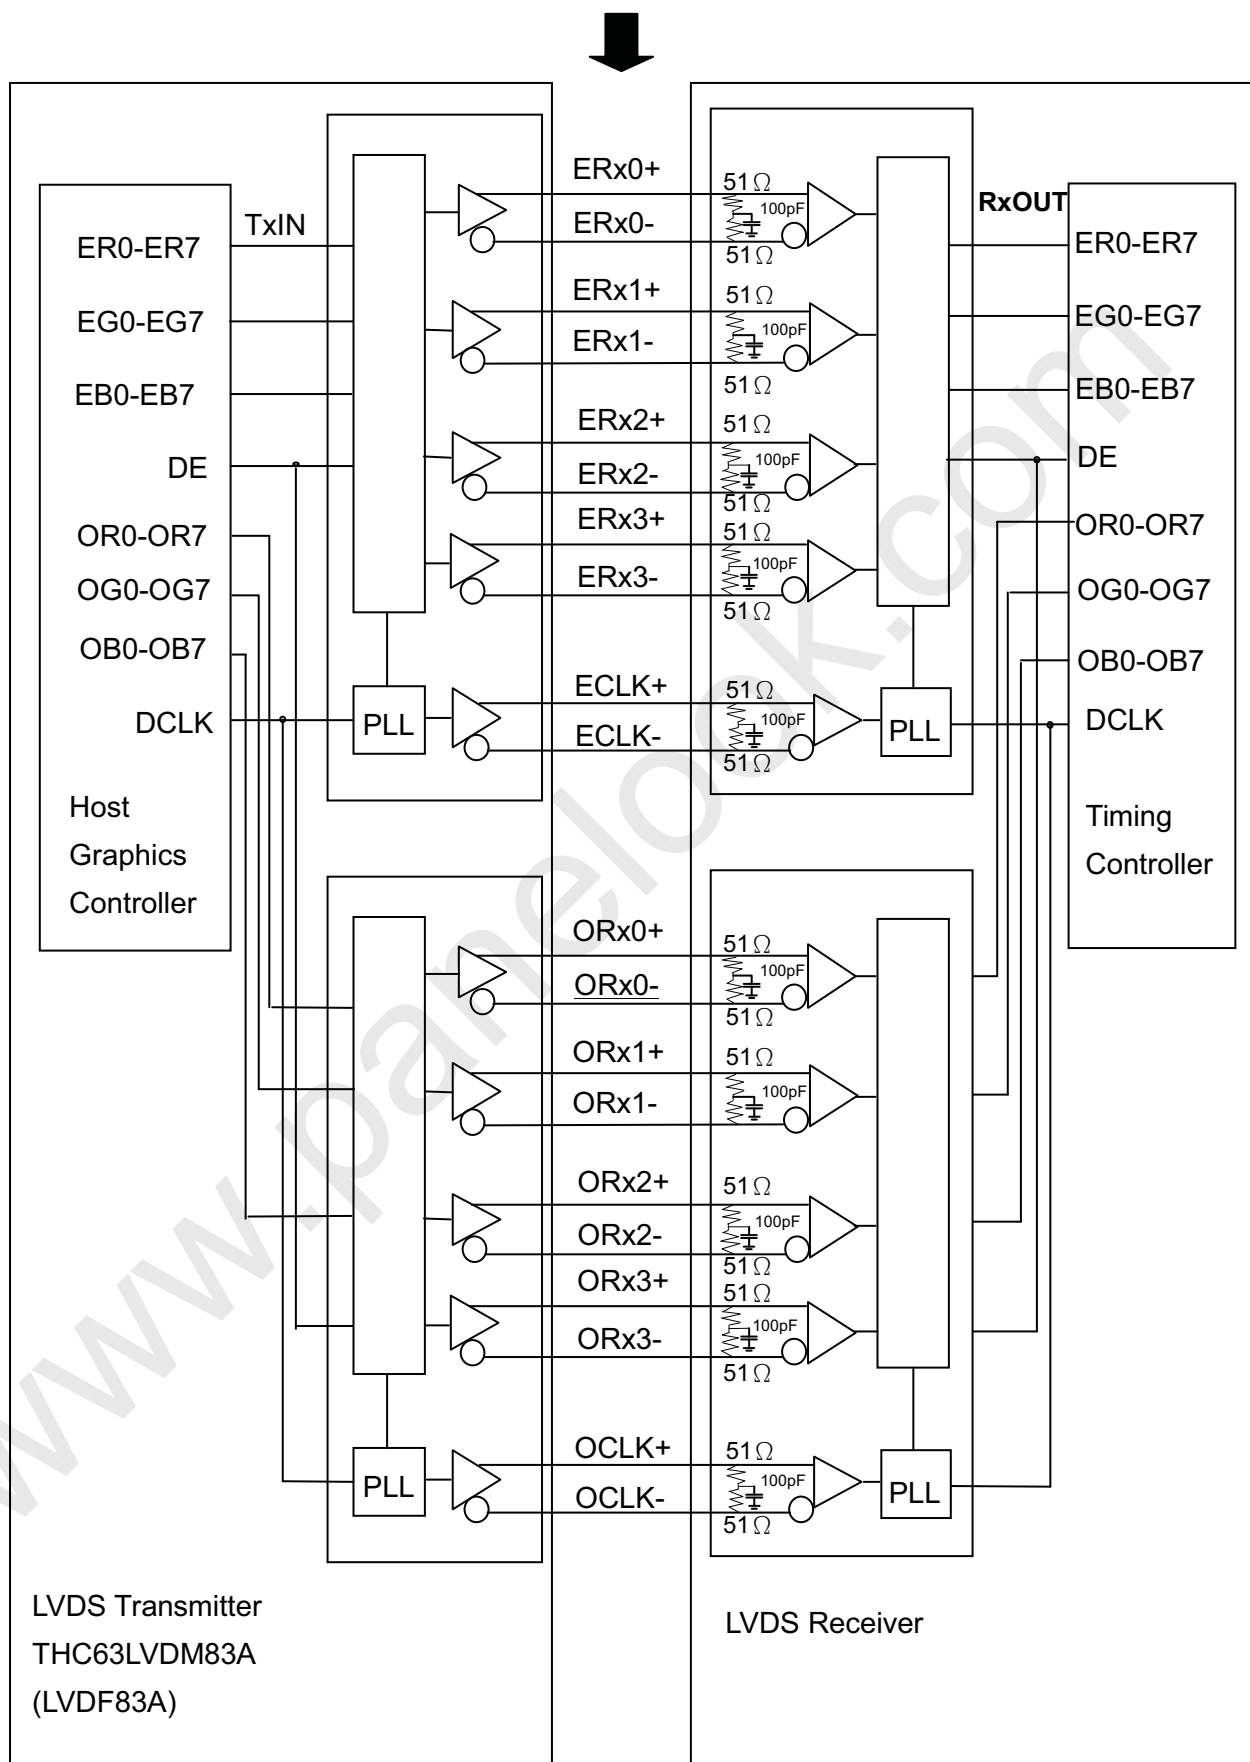 ER0-ER7
EG0-EG7
EB0-EB7
DE
OR0-OR7
OG0-OG7
OB0-OB7
DCLK
Host
Graphics
Controller
TxIN
PLL
ERx0+
ERx0-
ERx1+
ERx1-
ERx2+
ERx2-
ERx3+
ERx3-
ECLK+
ECLK-
51Ω
100pF
51Ω
51Ω
100pF
51Ω
51Ω
100pF
51Ω
51Ω
100pF
51Ω
51Ω
100pF
51Ω
PLL
RxOUT
ER0-ER7
EG0-EG7
EB0-EB7
DE
OR0-OR7
OG0-OG7
OB0-OB7
DCLK
Timing
Controller
PLL
ORx0+
ORx0-
ORx1+
ORx1-
ORx2+
ORx2-
ORx3+
ORx3-
OCLK+
OCLK-
51Ω
100pF
51Ω
51Ω
100pF
51Ω
100pF
51Ω
51Ω
100pF
51Ω
51Ω
100pF
51Ω
PLL
LVDS Transmitter
THC63LVDM83A
(LVDF83A)
LVDS Receiver
www.panelook.com